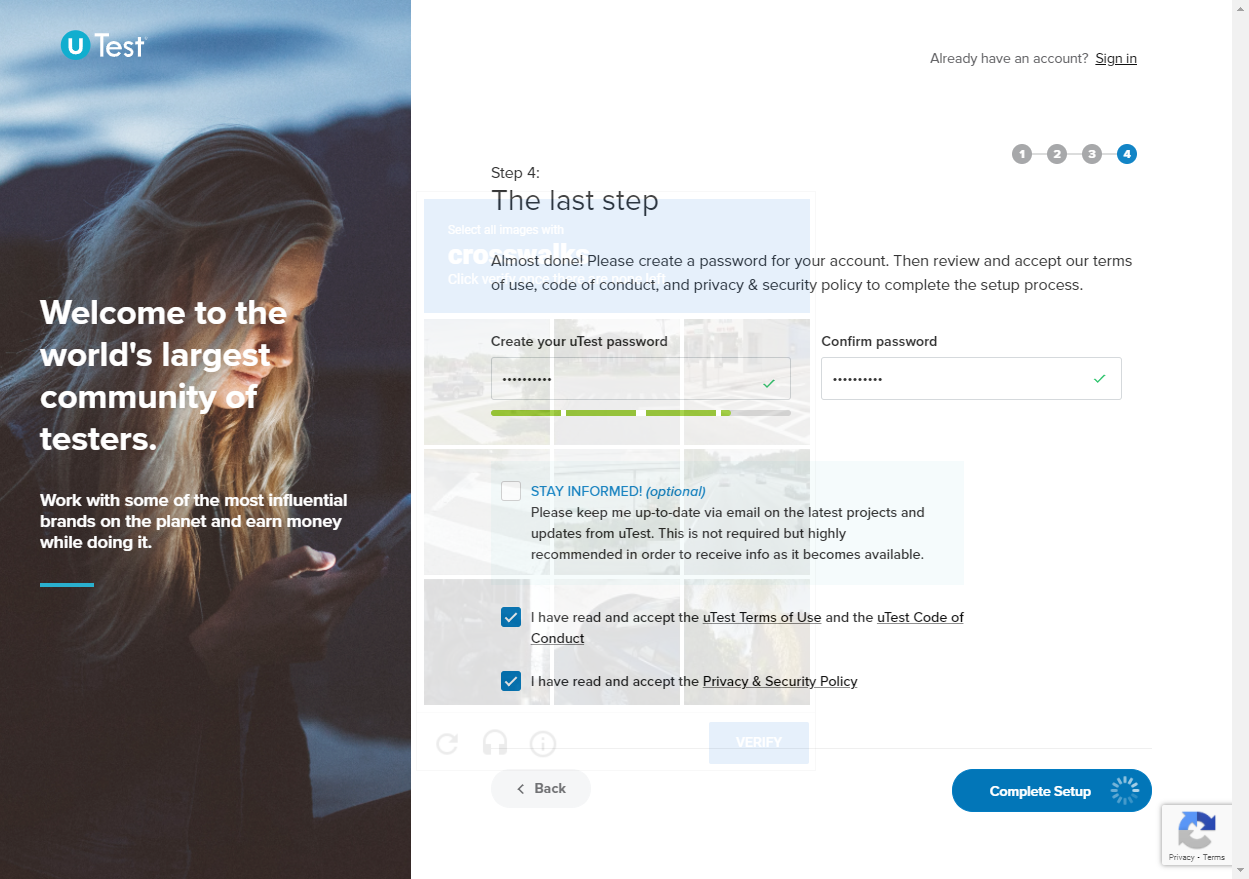 U Test
Already have an account? Sign in
1 2 3 4
Step 4:
The last step
Select all images with
crosswalks
Click verify once there are none left
Almost done! Please create a password for your account. Then review and accept our terms
of use, code of conduct, and privacy & security policy to complete the setup process.
Welcome to the
world's largest
community of
testers.
Work with some of the most influential
brands on the planet and earn money
while doing it.
Create your uTest password
Confirm password
••••••••••
••••••••••
STAY INFORMED! (optional)
Please keep me up-to-date via email on the latest projects and
updates from uTest. This is not required but highly
recommended in order to receive info as it becomes available.
I have read and accept the uTest Terms of Use and the uTest Code of
Conduct
I have read and accept the Privacy & Security Policy
VERIFY
Back
Complete Setup
Privacy - Terms